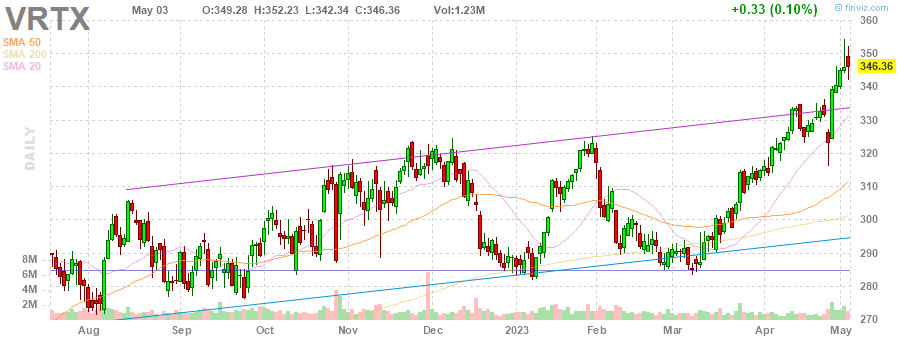 VRTX May 03 O:349.28 H:352.23 L:342.34 C:346.36 Vol:1.23M +0.33 (0.10%) © finviz.com
SMA 50
SMA 200
SMA 20
DAILY
360
350
346.36
340
330
320
310
300
290
280
270
8M
6M
4M
2M
Aug Sep Oct Nov Dec 2023 Feb Mar Apr May